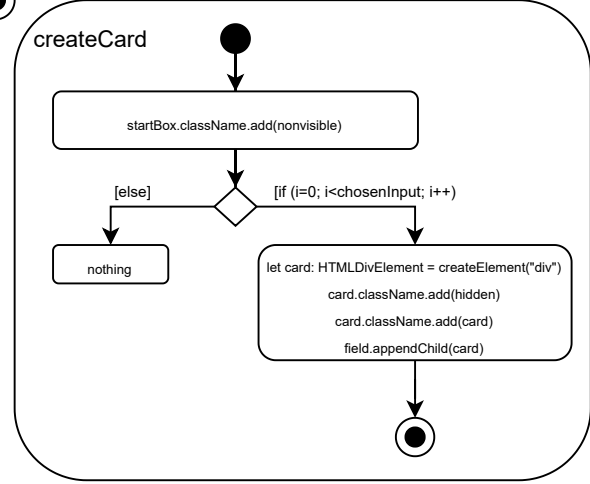 createCard
startBox.className.add(nonvisible)
[else]
[if (i=0; i<chosenInput; i++)
nothing
let card: HTMLDivElement = createElement("div")
card.className.add(hidden)
card.className.add(card)
field.appendChild(card)